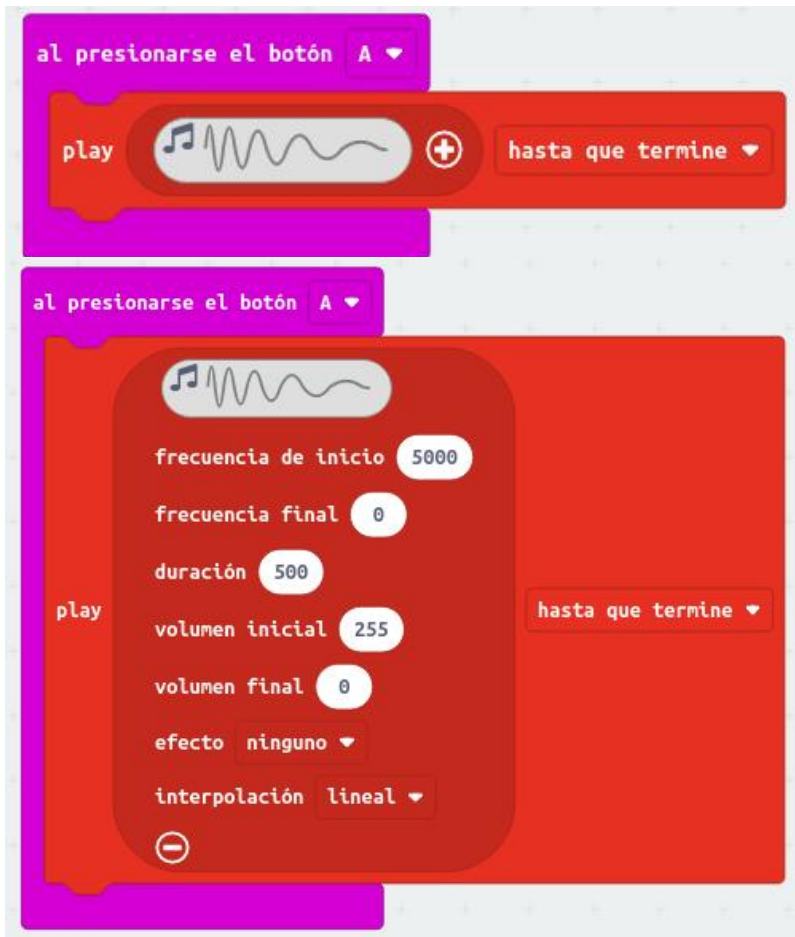 al presionarse el botón A
play hasta que termine
al presionarse el botón A
frecuencia de inicio 5000
frecuencia final 0
duración 500
play hasta que termine
volumen inicial 255
volumen final 0
efecto ninguno
interpolación lineal